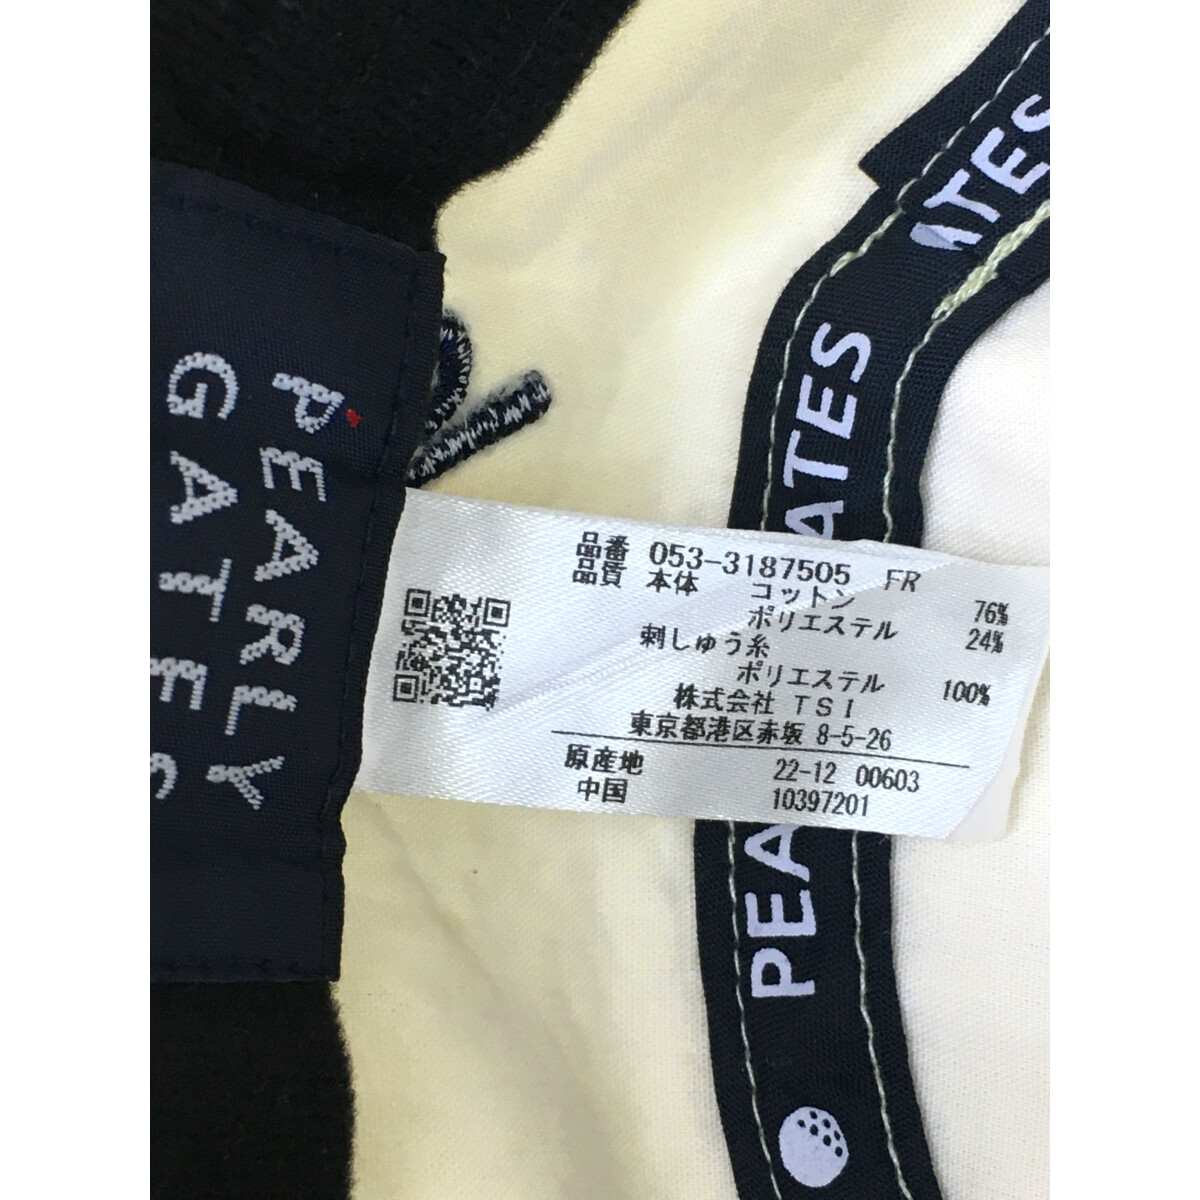 PEARLY
GATES
品番 053-3187505 FR
品質 本体 コットン 76%
ポリエステル 24%
刺しゅう糸
ポリエステル 100%
株式会社 TSI
東京都港区赤坂 8-5-26
原産地 22-12 00603
中国 10397201
ATES
ATES
PEA